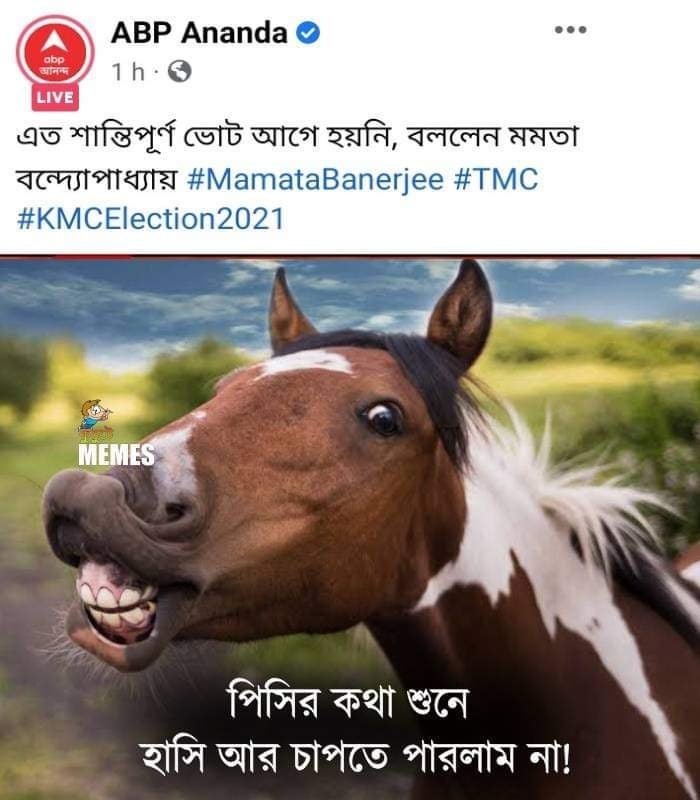 ABP Ananda
abp
আনন্দ
LIVE
1 h
এত শান্তিপূর্ণ ভোট আগে হয়নি, বললেন মমতা
বন্দ্যোপাধ্যায় #MamataBanerjee #TMC
#KMCElection2021
MEMES
পিসির কথা শুনে
হাসি আর চাপতে পারলাম না!